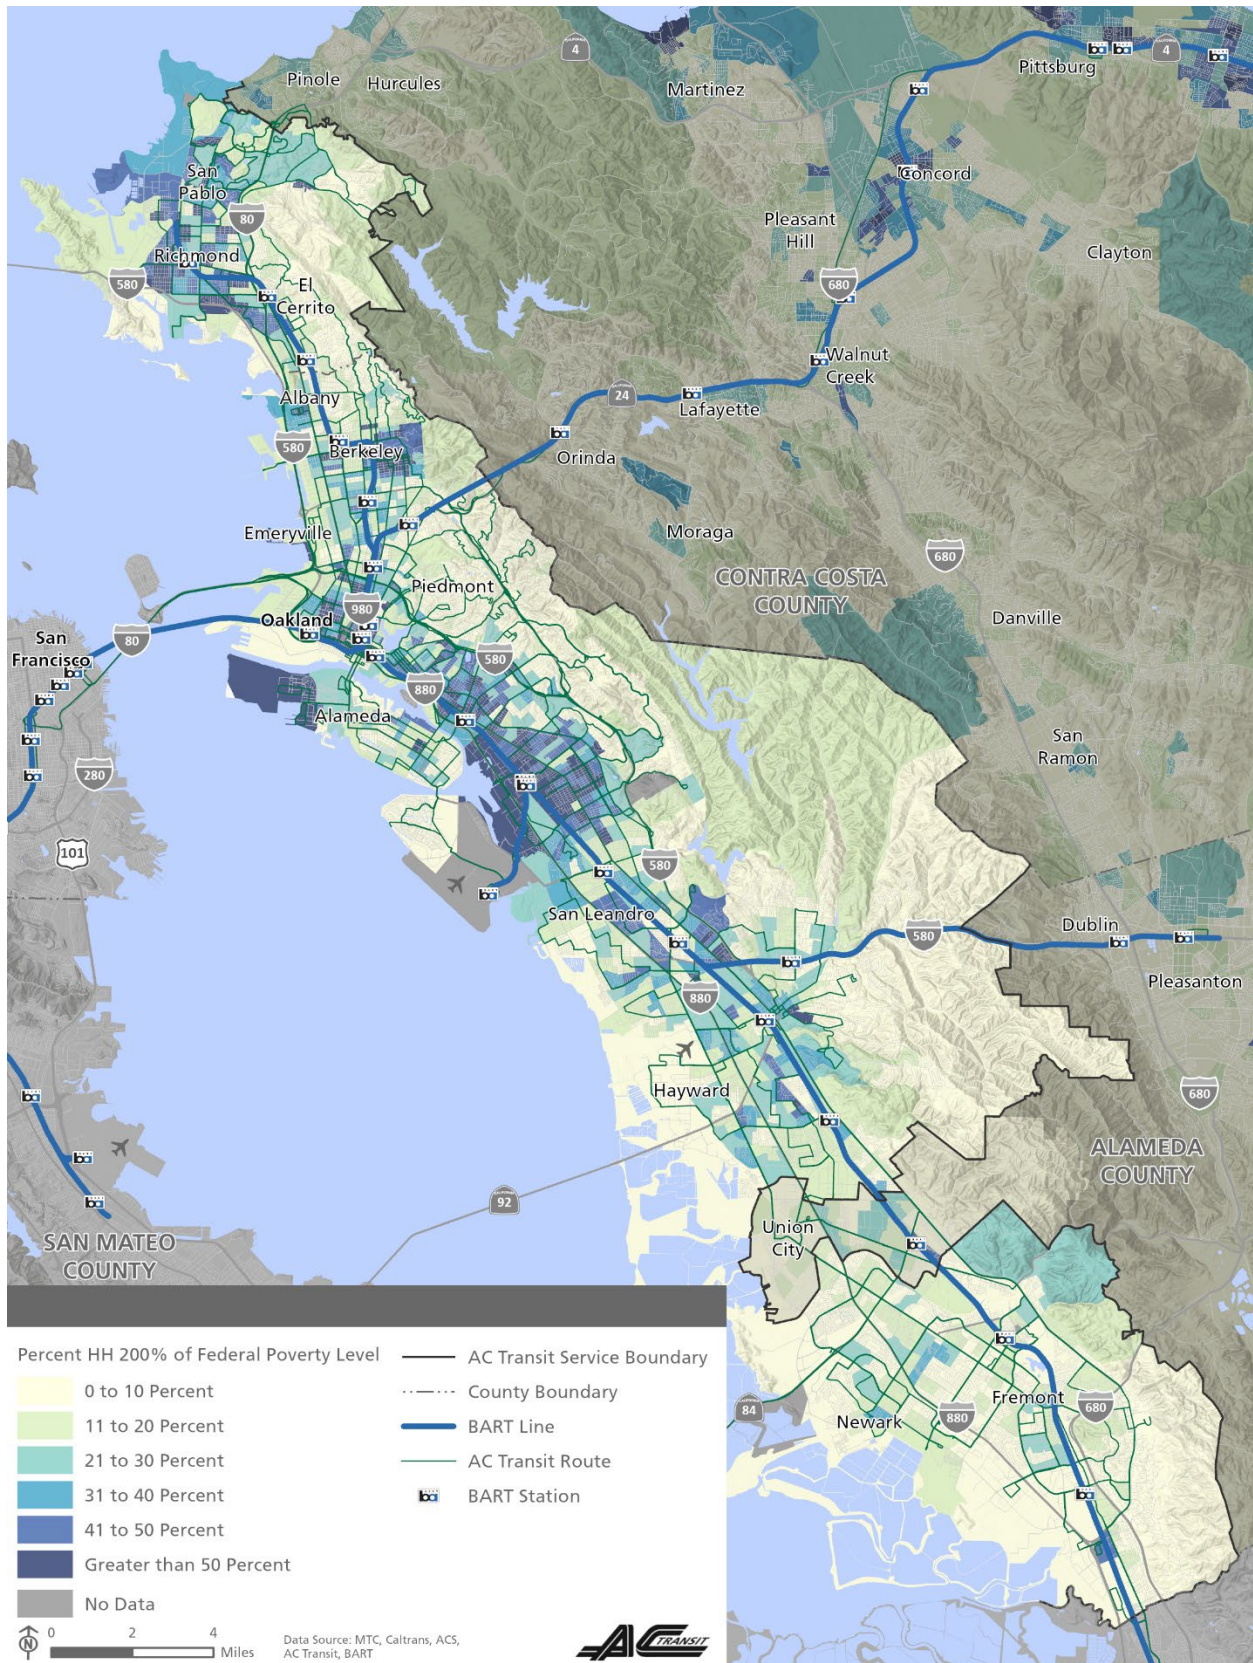 4
4
Pinole
Hurcules
Martinez
Pittsburg
San
Pablo
Concord
80
Pleasant
Hill
Clayton
Richmond
580
El
Cerrito
680
Walnut
Creek
24
Albany
Lafayette
580
Berkeley
Orinda
Emeryville
Moraga
680
Piedmont
CONTRA COSTA
COUNTY
980
Oakland
Danville
San
Francisco
80
580
880
Alameda
San
Ramon
280
101
580
San Leandro
Dublin
580
Pleasanton
880
Hayward
680
ALAMEDA
COUNTY
92
Union
City
SAN MATEO
COUNTY
Fremont
680
84
Newark
880
Percent HH 200% of Federal Poverty Level
0 to 10 Percent
11 to 20 Percent
21 to 30 Percent
31 to 40 Percent
41 to 50 Percent
Greater than 50 Percent
No Data
AC Transit Service Boundary
County Boundary
BART Line
AC Transit Route
BART Station
N
0 2 4
Miles
Data Source: MTC, Caltrans, ACS,
AC Transit, BART
AC TRANSIT